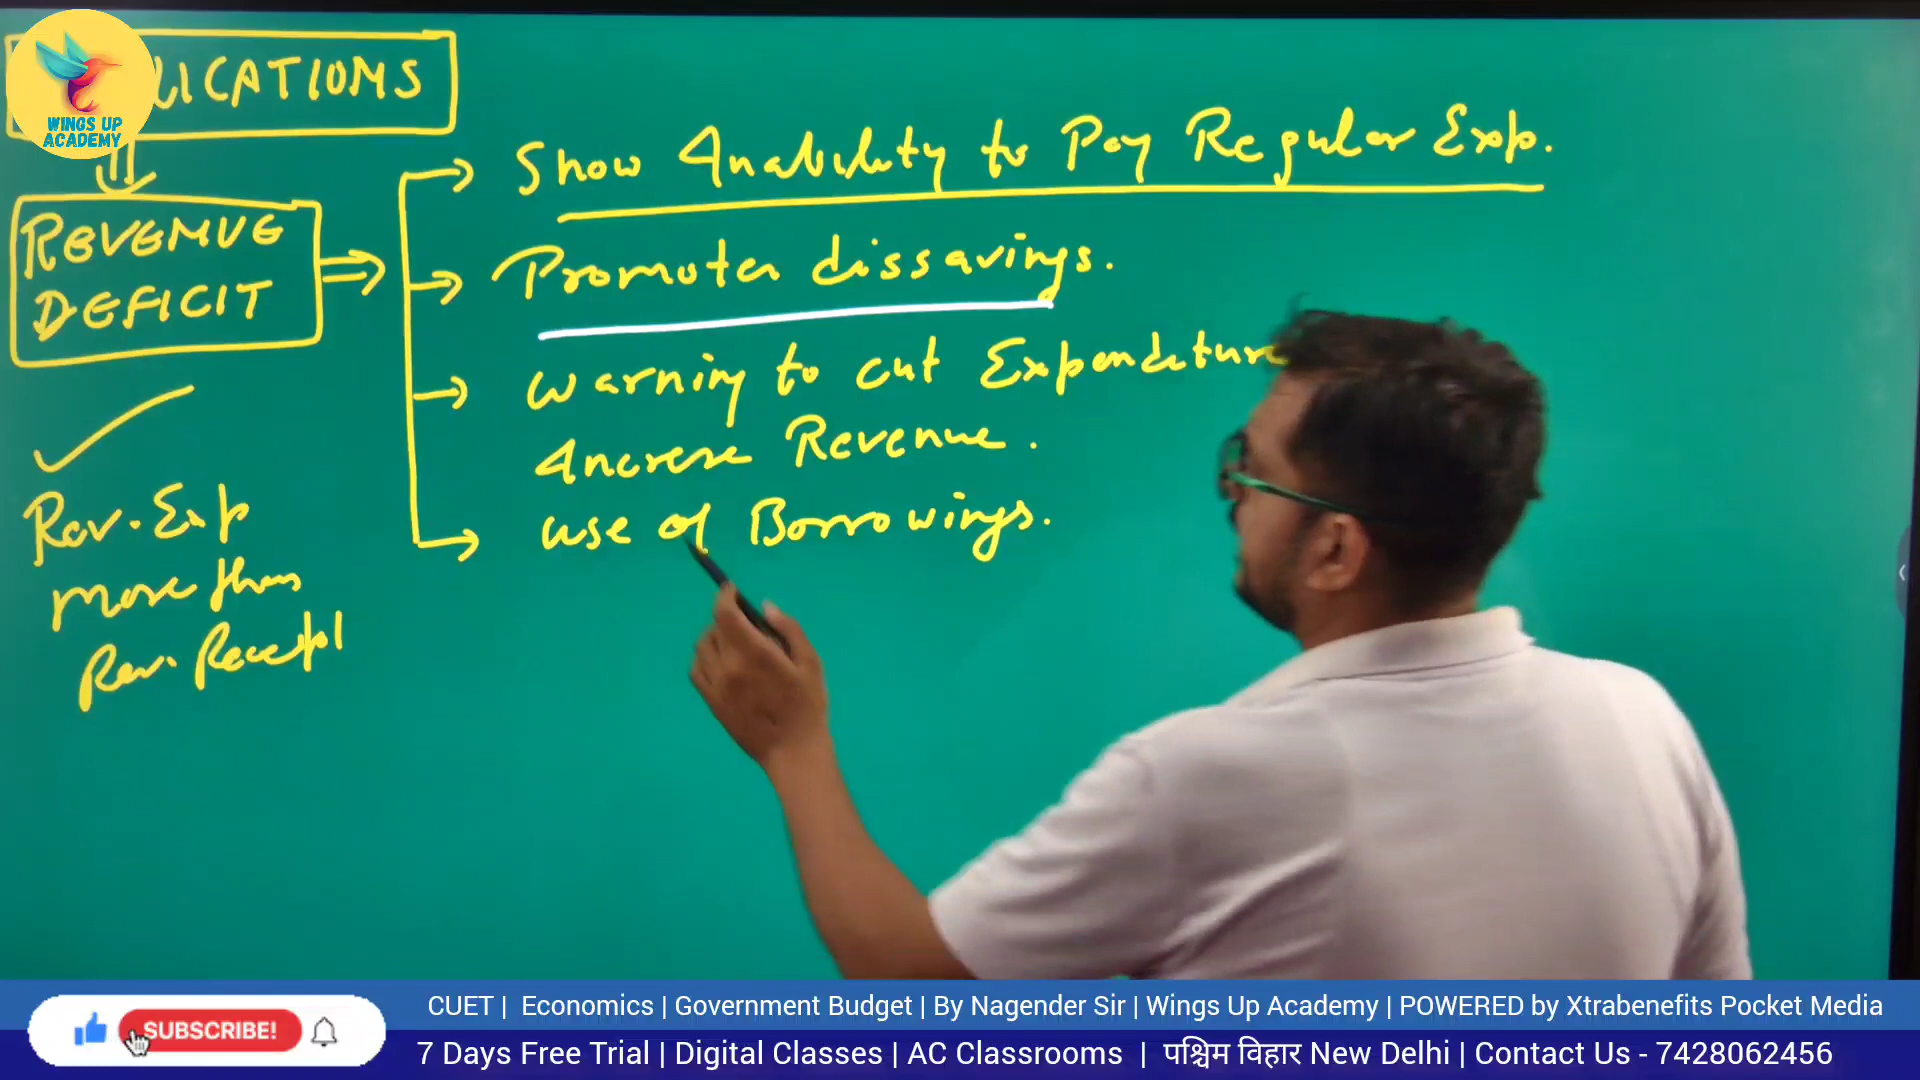 LICATIONS
WINGS UP
ACADEMY
REVENUE
DEFICIT
Show Inability to Pay Regular Exp.
Promotes dissavings.
Warning to cut Expenditure
Increse Revenue.
Use of Borrowings.
Rev. Exp
More than
Rev. Receipt
SUBSCRIBE!
CUET | Economics | Government Budget | By Nagender Sir | Wings Up Academy | POWERED by Xtrabenefits Pocket Media
7 Days Free Trial | Digital Classes | AC Classrooms | पश्चिम विहार New Delhi | Contact Us - 7428062456